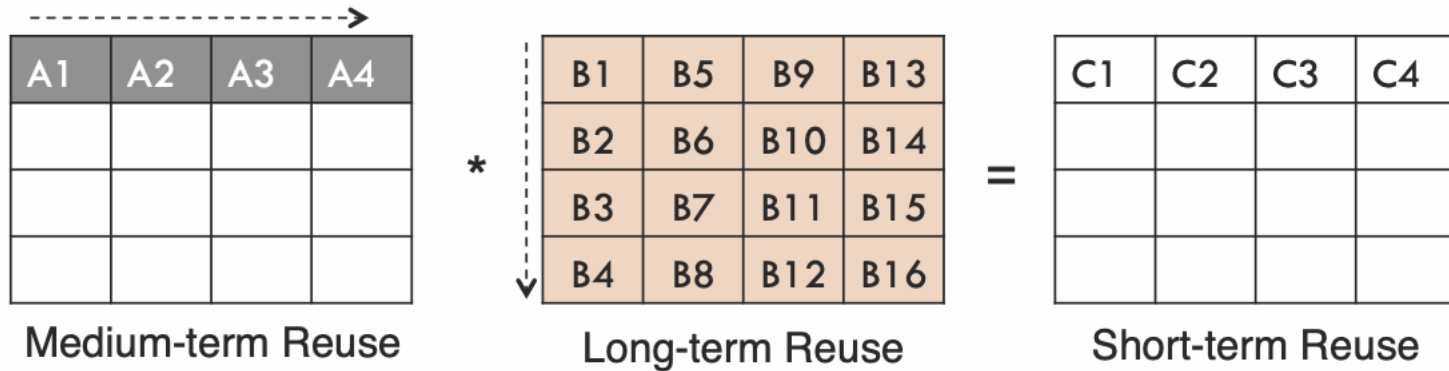 A1 A2 A3 A4 B1 B5 B9 B13 C1 C2 C3 C4
B2 B6 B10 B14
* =
B3 B7 B11 B15
B4 B8 B12 B16
Medium-term Reuse Long-term Reuse Short-term Reuse